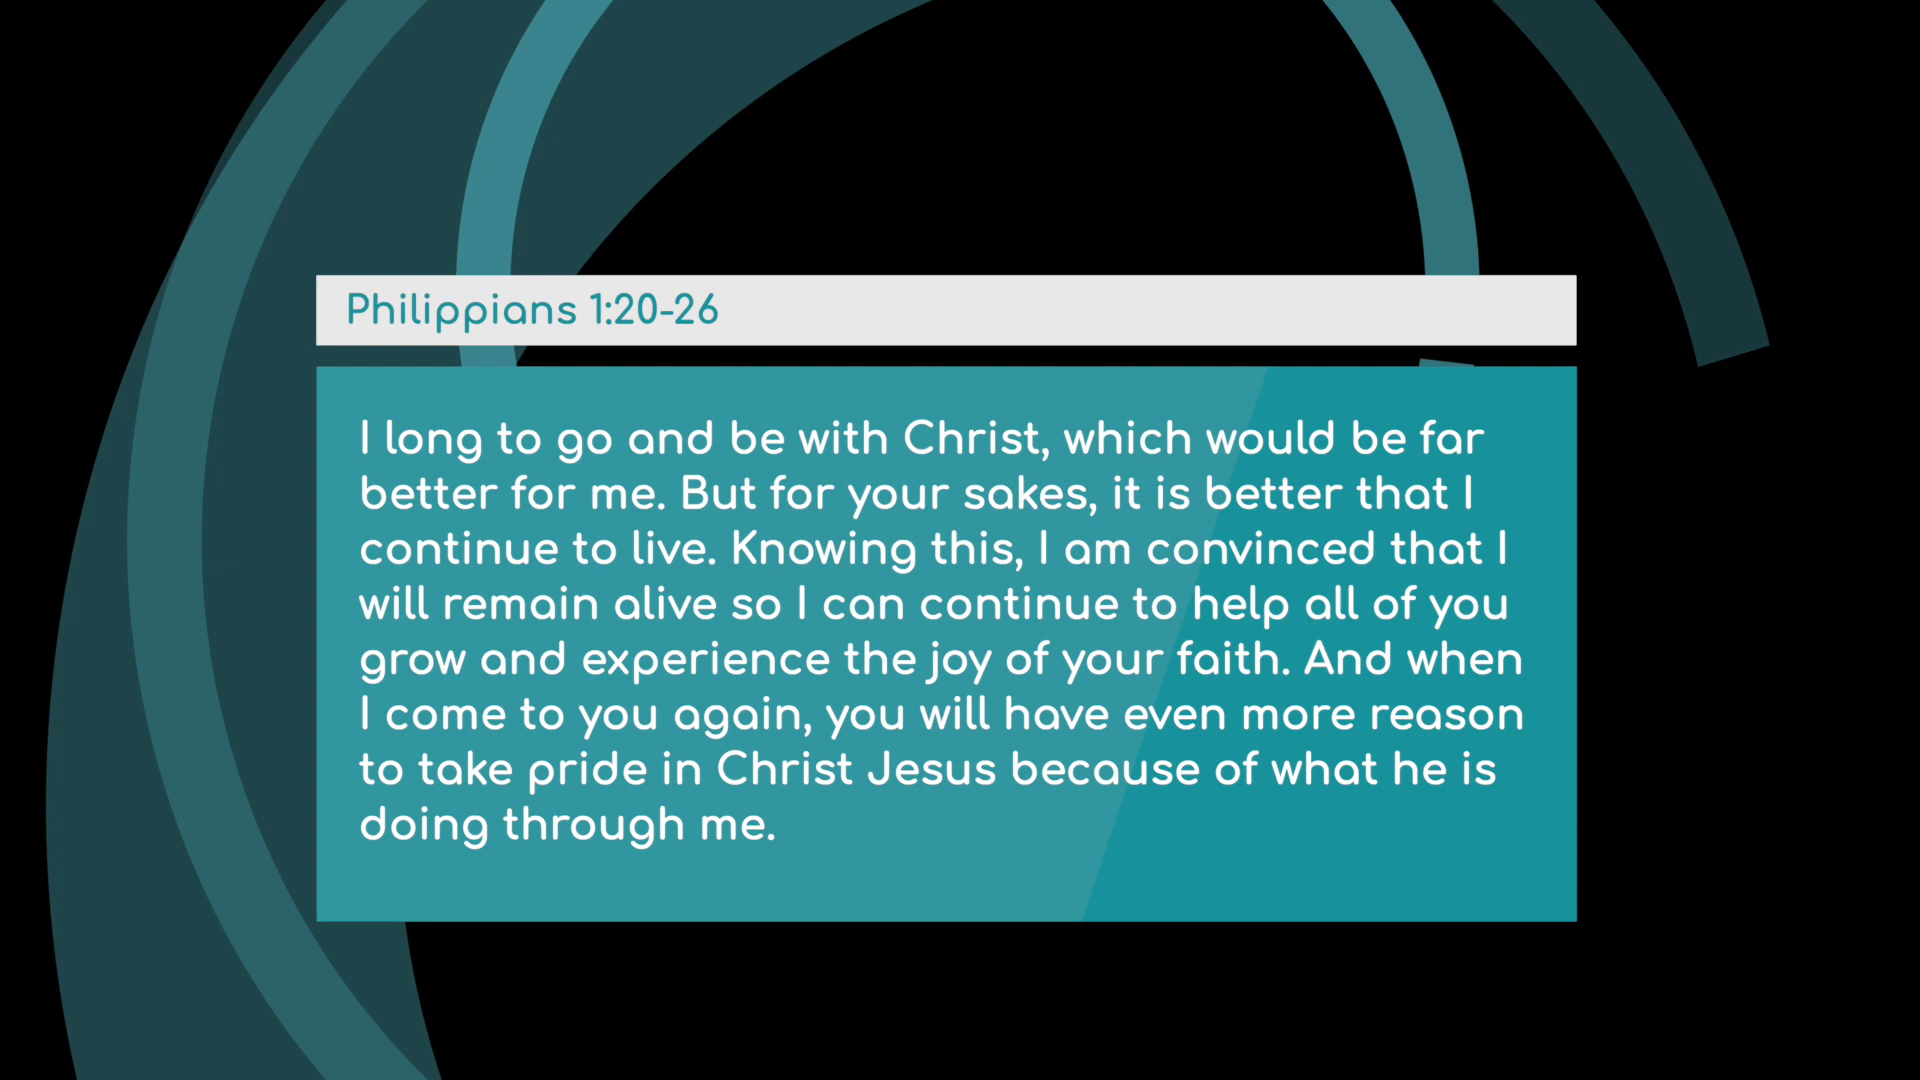 Philippians 1:20-26
I long to go and be with Christ, which would be far
better for me. But for your sakes, it is better that I
continue to live. Knowing this, I am convinced that I
will remain alive so I can continue to help all of you
grow and experience the joy of your faith. And when
I come to you again, you will have even more reason
to take pride in Christ Jesus because of what he is
doing through me.